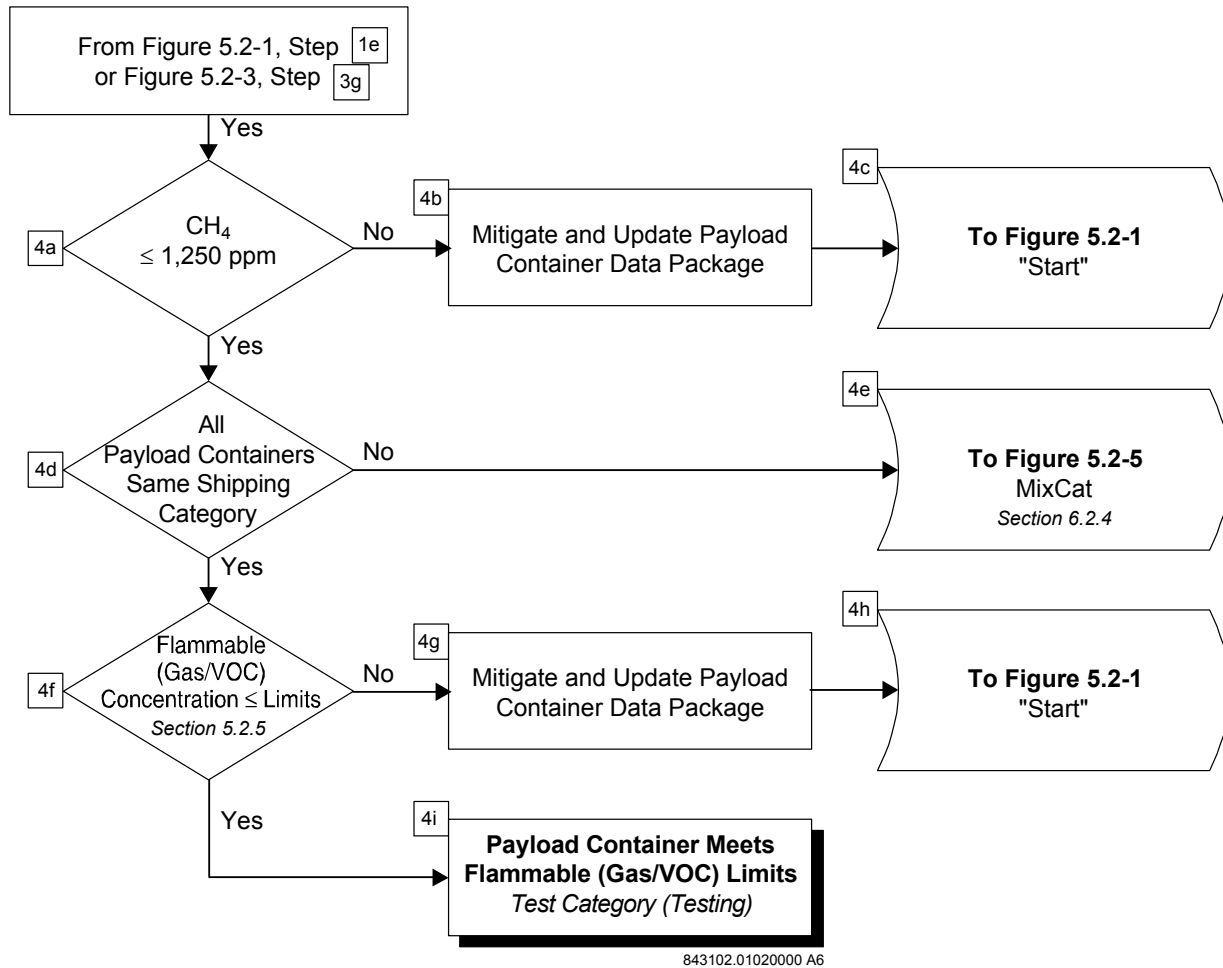 From Figure 5.2-1, Step 1e
or Figure 5.2-3, Step 3g
Yes
4a
CH₄
≤ 1,250 ppm
No
4b
Mitigate and Update Payload
Container Data Package
4c
To Figure 5.2-1
"Start"
Yes
4d
All
Payload Containers
Same Shipping
Category
No
4e
To Figure 5.2-5
MixCat
Section 6.2.4
Yes
4f
Flammable
(Gas/VOC)
Concentration ≤ Limits
Section 5.2.5
No
4g
Mitigate and Update Payload
Container Data Package
4h
To Figure 5.2-1
"Start"
Yes
4i
Payload Container Meets
Flammable (Gas/VOC) Limits
Test Category (Testing)
843102.01020000 A6